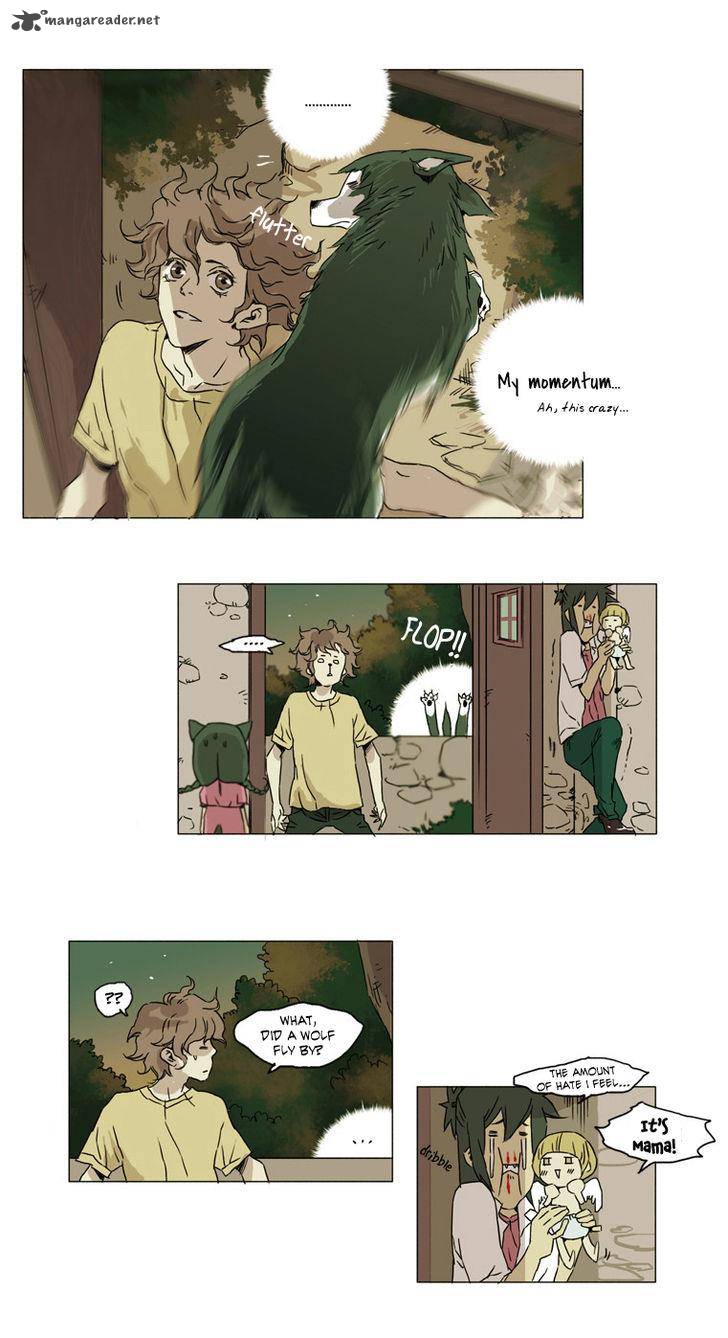 mangareader.net
.............
flutter
My momentum...
Ah, this crazy...
....
FLOP!!
??
WHAT,
DID A WOLF
FLY BY?
...
THE AMOUNT
OF HATE I FEEL...
IT'S
MAMA!
dribble